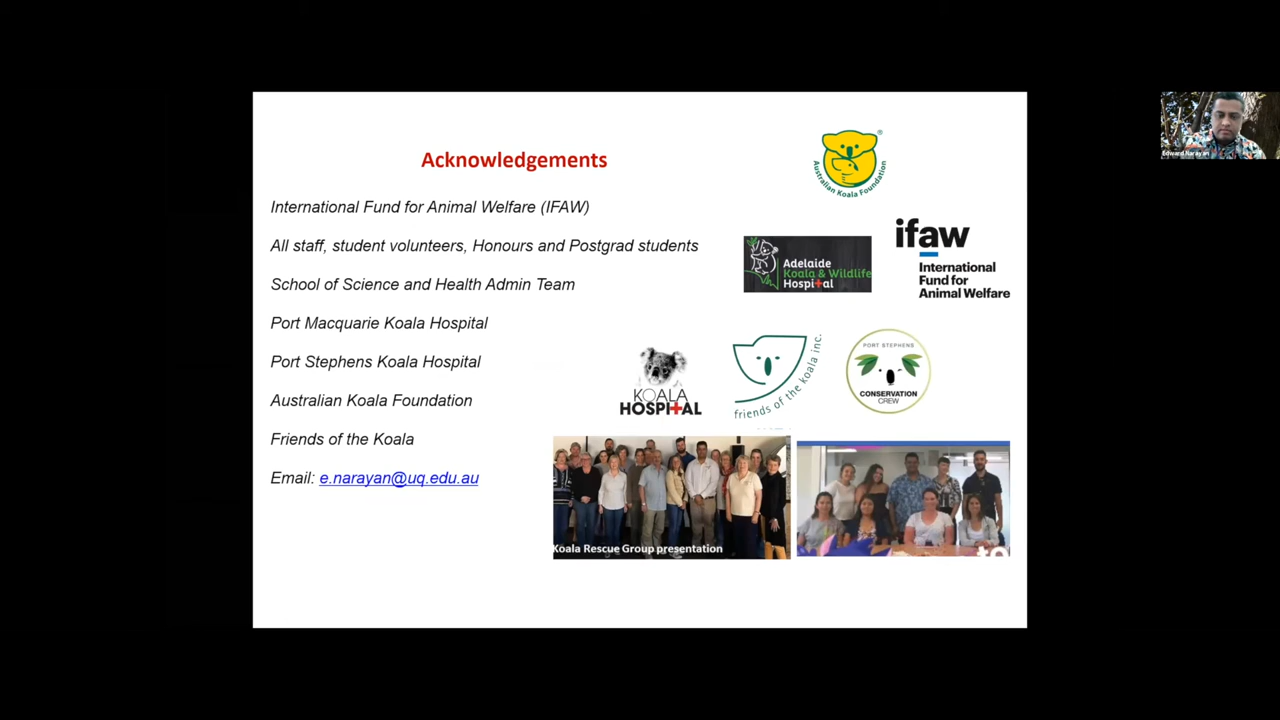 Acknowledgements
International Fund for Animal Welfare (IFAW)
All staff, student volunteers, Honours and Postgrad students
School of Science and Health Admin Team
Port Macquarie Koala Hospital
Port Stephens Koala Hospital
Australian Koala Foundation
Friends of the Koala
Email: e.narayan@uq.edu.au
Australian Koala Foundation
®
Adelaide
Koala & Wildlife
Hospital
ifaw
International
Fund for
Animal Welfare
KOALA
HOSPITAL
friends of the koala inc.
PORT STEPHENS
CONSERVATION
CREW
Koala Rescue Group presentation
Edward Narayan